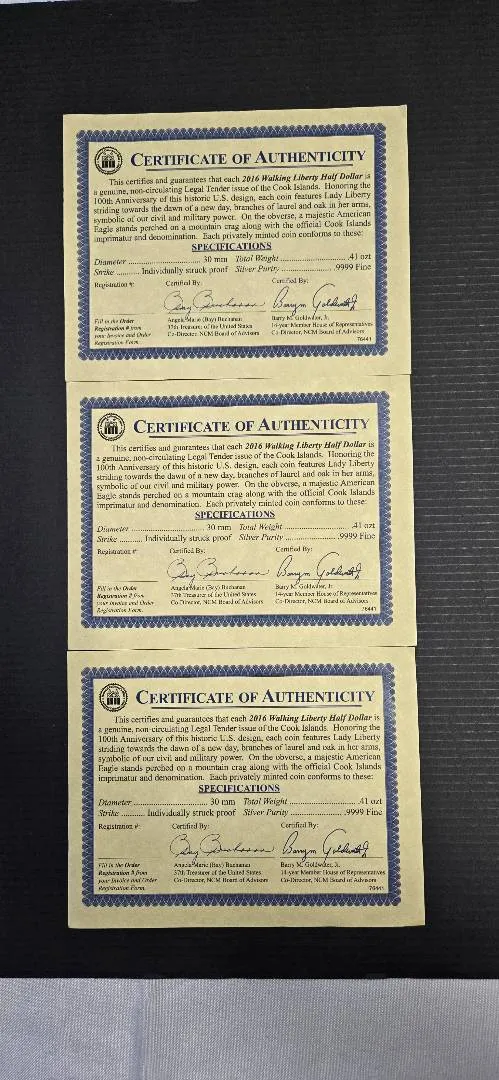 CERTIFICATE OF AUTHENTICITY
This certifies and guarantees that each 2016 Walking Liberty Half Dollar is
a genuine, non-circulating Legal Tender issue of the Cook Islands. Honoring the
100th Anniversary of this historic U.S. design, each coin features Lady Liberty
striding towards the dawn of a new day, branches of laurel and oak in her arms,
symbolic of our civil and military power. On the obverse, a majestic American
Eagle stands perched on a mountain crag along with the official Cook Islands
imprimatur and denomination. Each privately minted coin conforms to these:
SPECIFICATIONS
Diameter .......................... 30 mm Total Weight .......................... .41 ozt
Strike .......... Individually struck proof Silver Purity .......................... .9999 Fine
Registration #: Certified By: Certified By:
Bay Buchanan Barry M Goldwater Jr
Fill in the Order Angela Marie (Bay) Buchanan Barry M. Goldwater, Jr.
Registration # from 37th Treasurer of the United States 14-year Member House of Representatives
your Invoice and Order Co-Director, NCM Board of Advisors Co-Director, NCM Board of Advisors
Registration Form. 76441
CERTIFICATE OF AUTHENTICITY
This certifies and guarantees that each 2016 Walking Liberty Half Dollar is
a genuine, non-circulating Legal Tender issue of the Cook Islands. Honoring the
100th Anniversary of this historic U.S. design, each coin features Lady Liberty
striding towards the dawn of a new day, branches of laurel and oak in her arms,
symbolic of our civil and military power. On the obverse, a majestic American
Eagle stands perched on a mountain crag along with the official Cook Islands
imprimatur and denomination. Each privately minted coin conforms to these:
SPECIFICATIONS
Diameter .......................... 30 mm Total Weight .......................... .41 ozt
Strike .......... Individually struck proof Silver Purity .......................... .9999 Fine
Registration #: Certified By: Certified By:
Bay Buchanan Barry M Goldwater Jr
Fill in the Order Angela Marie (Bay) Buchanan Barry M. Goldwater, Jr.
Registration # from 37th Treasurer of the United States 14-year Member House of Representatives
your Invoice and Order Co-Director, NCM Board of Advisors Co-Director, NCM Board of Advisors
Registration Form. 76441
CERTIFICATE OF AUTHENTICITY
This certifies and guarantees that each 2016 Walking Liberty Half Dollar is
a genuine, non-circulating Legal Tender issue of the Cook Islands. Honoring the
100th Anniversary of this historic U.S. design, each coin features Lady Liberty
striding towards the dawn of a new day, branches of laurel and oak in her arms,
symbolic of our civil and military power. On the obverse, a majestic American
Eagle stands perched on a mountain crag along with the official Cook Islands
imprimatur and denomination. Each privately minted coin conforms to these:
SPECIFICATIONS
Diameter .......................... 30 mm Total Weight .......................... .41 ozt
Strike .......... Individually struck proof Silver Purity .......................... .9999 Fine
Registration #: Certified By: Certified By:
Bay Buchanan Barry M Goldwater Jr
Fill in the Order Angela Marie (Bay) Buchanan Barry M. Goldwater, Jr.
Registration # from 37th Treasurer of the United States 14-year Member House of Representatives
your Invoice and Order Co-Director, NCM Board of Advisors Co-Director, NCM Board of Advisors
Registration Form. 76441